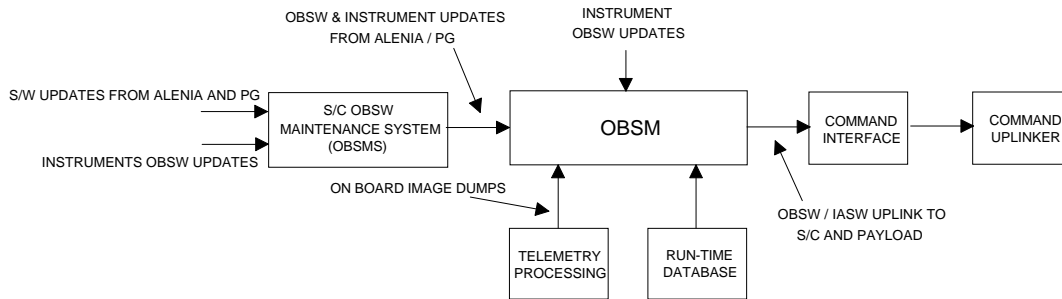 OBSW & INSTRUMENT UPDATES
FROM ALENIA / PG
INSTRUMENT
OBSW UPDATES
S/W UPDATES FROM ALENIA AND PG
INSTRUMENTS OBSW UPDATES
S/C OBSW
MAINTENANCE SYSTEM
(OBSMS)
OBSM
COMMAND
INTERFACE
COMMAND
UPLINKER
ON BOARD IMAGE DUMPS
OBSW / IASW UPLINK TO
S/C AND PAYLOAD
TELEMETRY
PROCESSING
RUN-TIME
DATABASE